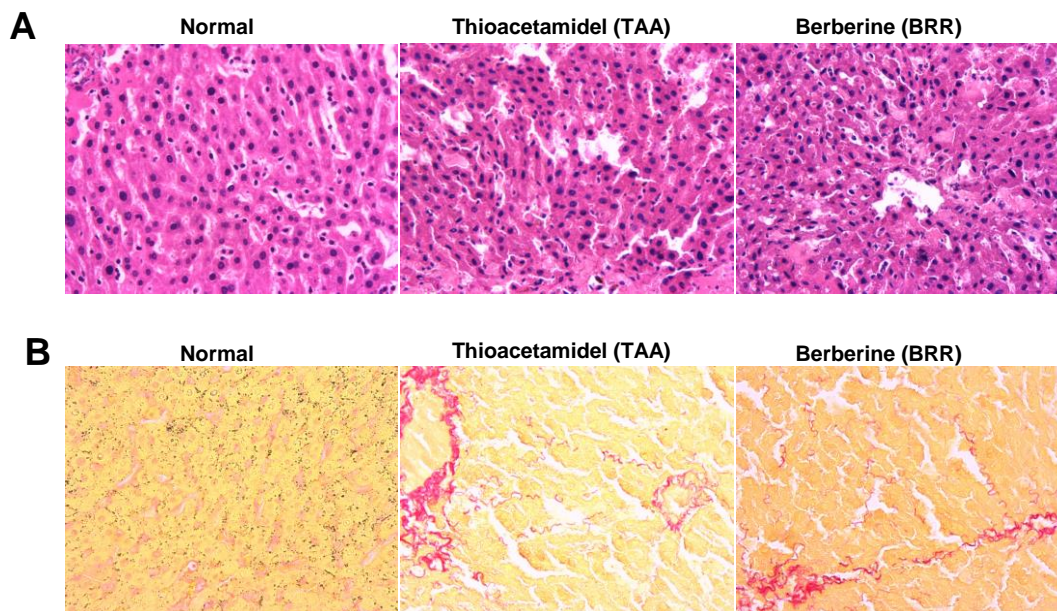 A
Normal
Thioacetamidel (TAA)
Berberine (BRR)
B
Normal
Thioacetamidel (TAA)
Berberine (BRR)